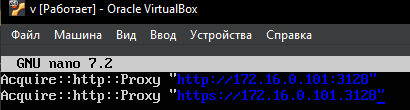 v [Работает] - Oracle VirtualBox
Файл Машина Вид Ввод Устройства Справка
GNU nano 7.2
Acquire::http::Proxy "http://172.16.0.101:3128"
Acquire::https::Proxy "https://172.16.0.101.3128"